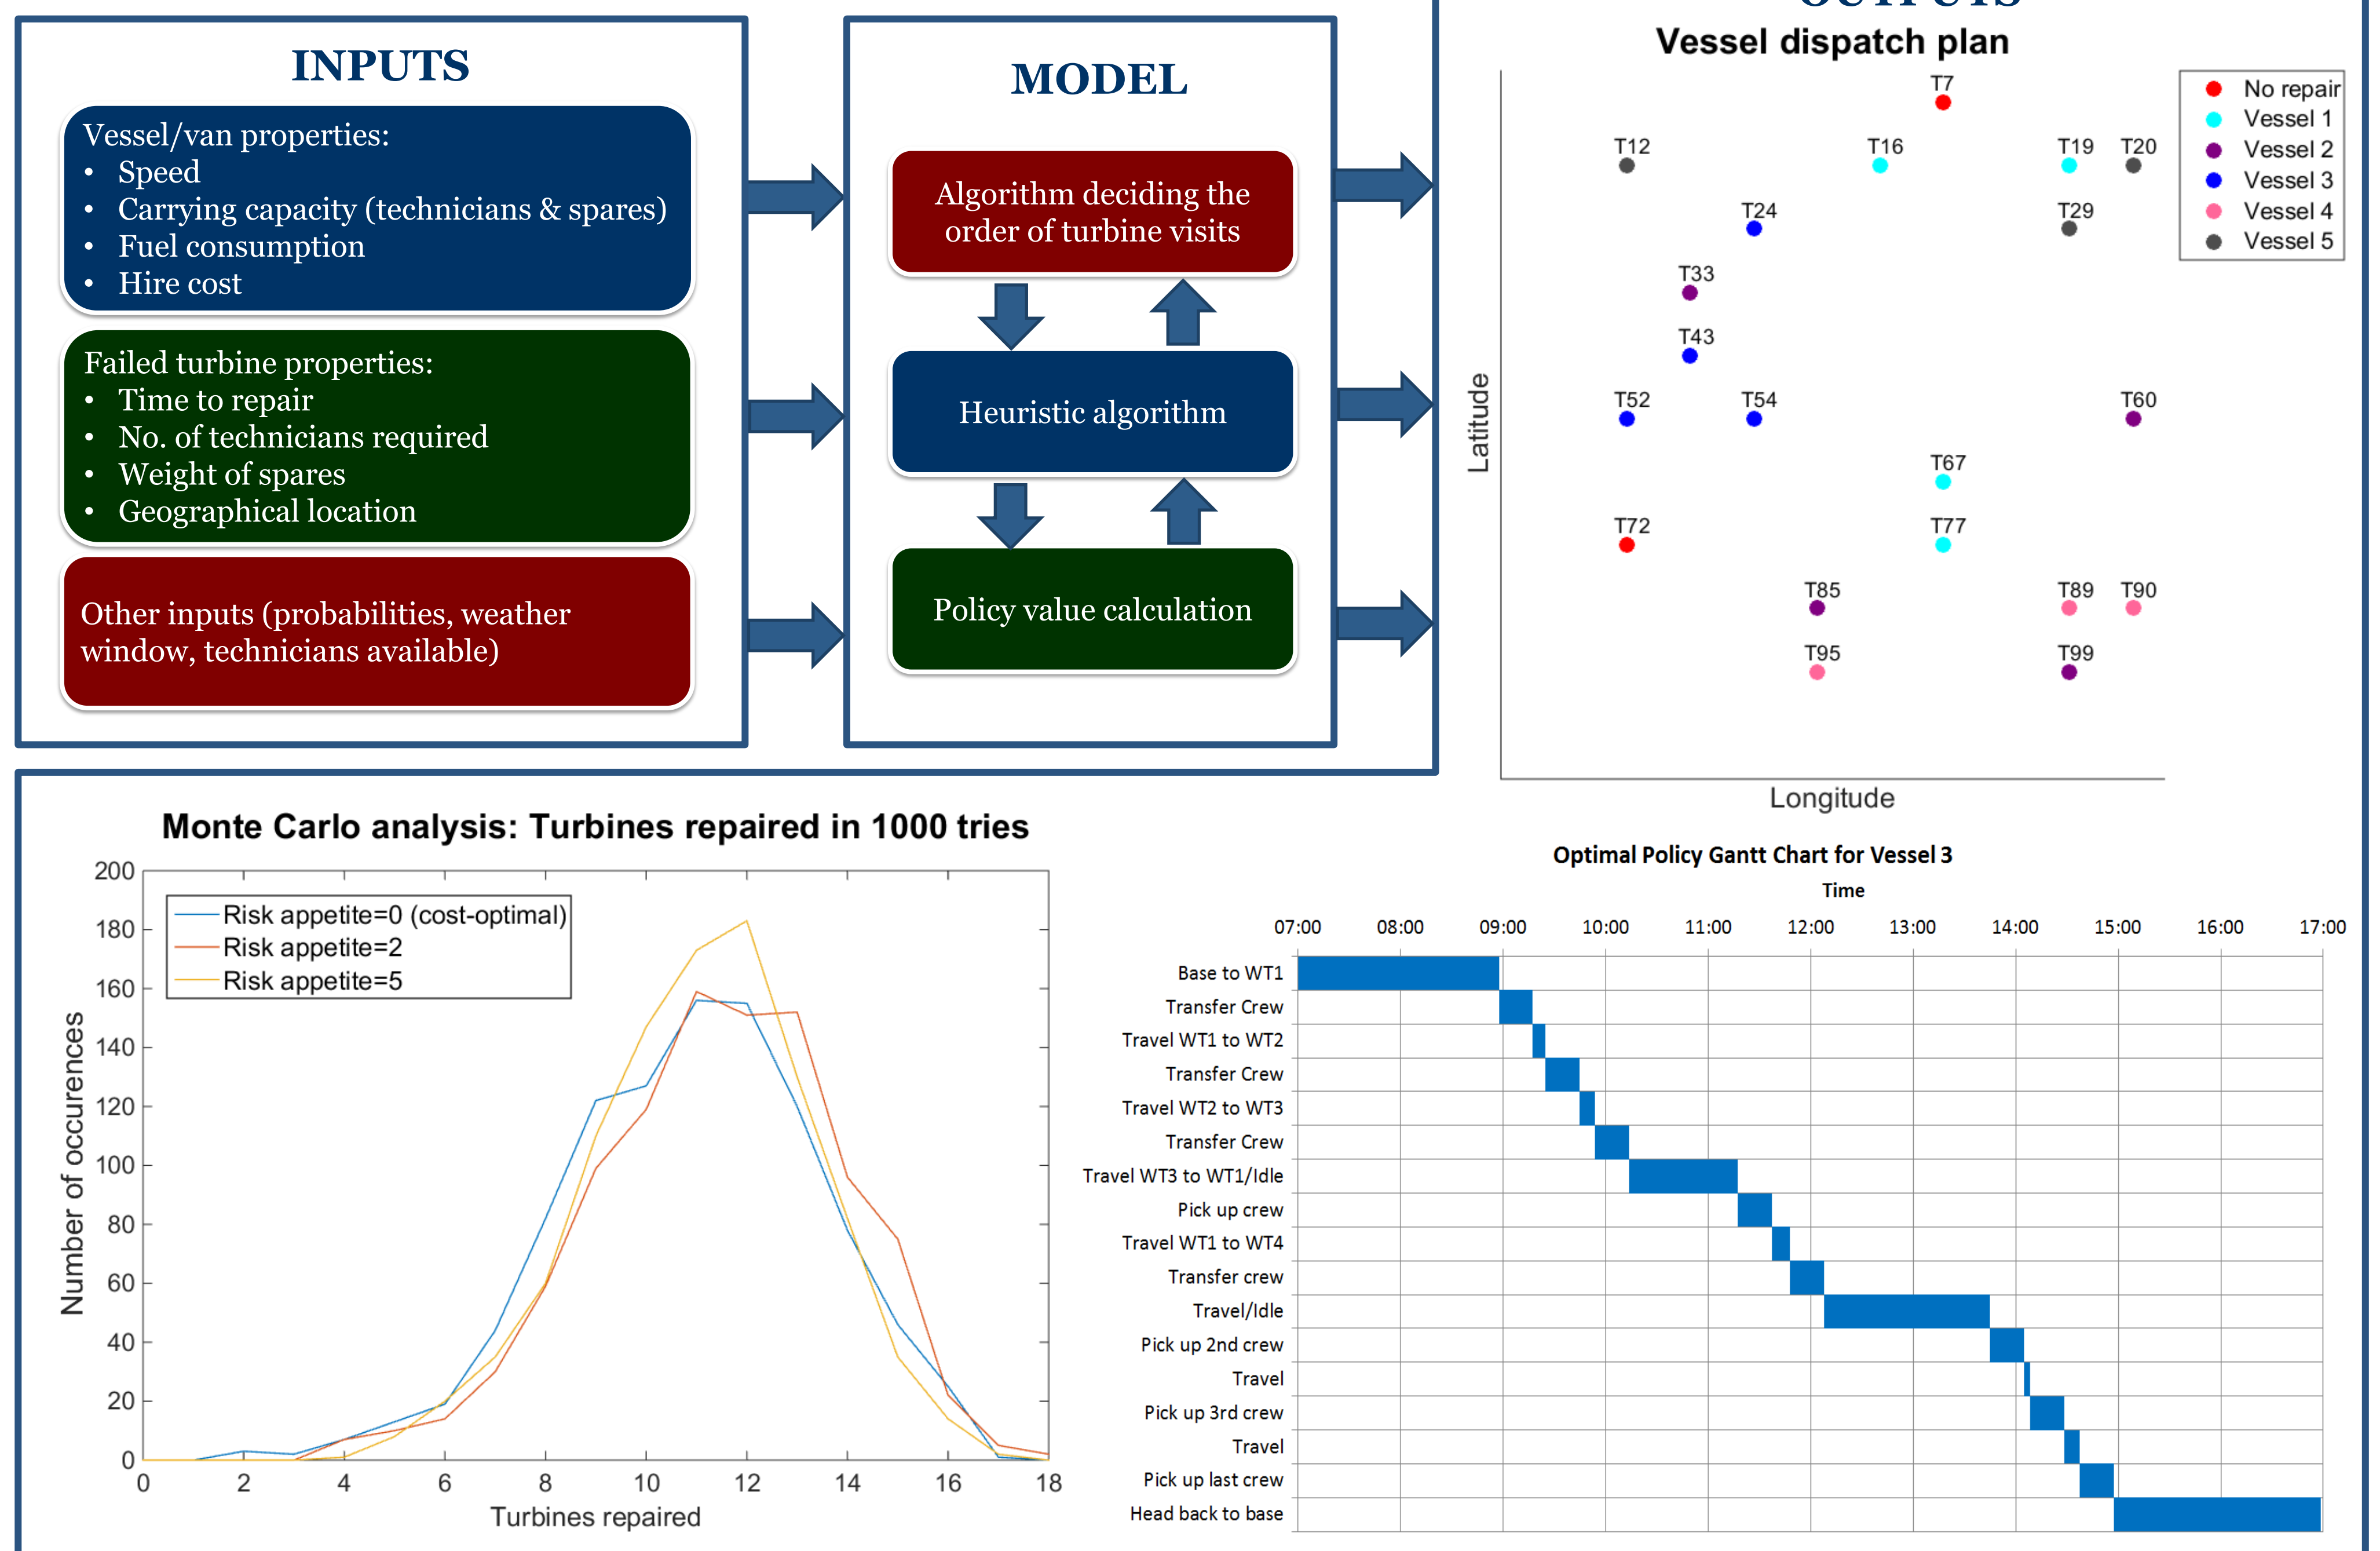 INPUTS
Vessel/van properties:
• Speed
• Carrying capacity (technicians & spares)
• Fuel consumption
• Hire cost
Failed turbine properties:
• Time to repair
• No. of technicians required
• Weight of spares
• Geographical location
Other inputs (probabilities, weather
window, technicians available)
MODEL
Algorithm deciding the
order of turbine visits
Heuristic algorithm
Policy value calculation
OUTPUTS
Vessel dispatch plan
No repair
Vessel 1
Vessel 2
Vessel 3
Vessel 4
Vessel 5
T7
T12 T16 T19 T20
T24 T29
T33
T43
T52 T54 T60
T67
T72 T77
T85 T89 T90
T95 T99
Latitude
Longitude
Monte Carlo analysis: Turbines repaired in 1000 tries
Risk appetite=0 (cost-optimal)
Risk appetite=2
Risk appetite=5
200
180
160
140
120
100
80
60
40
20
0
Number of occurences
0 2 4 6 8 10 12 14 16 18
Turbines repaired
Optimal Policy Gantt Chart for Vessel 3
Time
07:00 08:00 09:00 10:00 11:00 12:00 13:00 14:00 15:00 16:00 17:00
Base to WT1
Transfer Crew
Travel WT1 to WT2
Transfer Crew
Travel WT2 to WT3
Transfer Crew
Travel WT3 to WT1/Idle
Pick up crew
Travel WT1 to WT4
Transfer crew
Travel/Idle
Pick up 2nd crew
Travel
Pick up 3rd crew
Travel
Pick up last crew
Head back to base